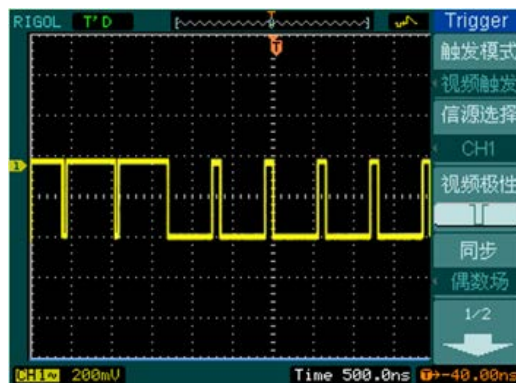 RIGOL T'D
T
T
Trigger
触发模式
视频触发
信源选择
CH1
视频极性
同步
偶数场
1/2
1
CH1 200mV Time 500.0ns T→-40.00ns